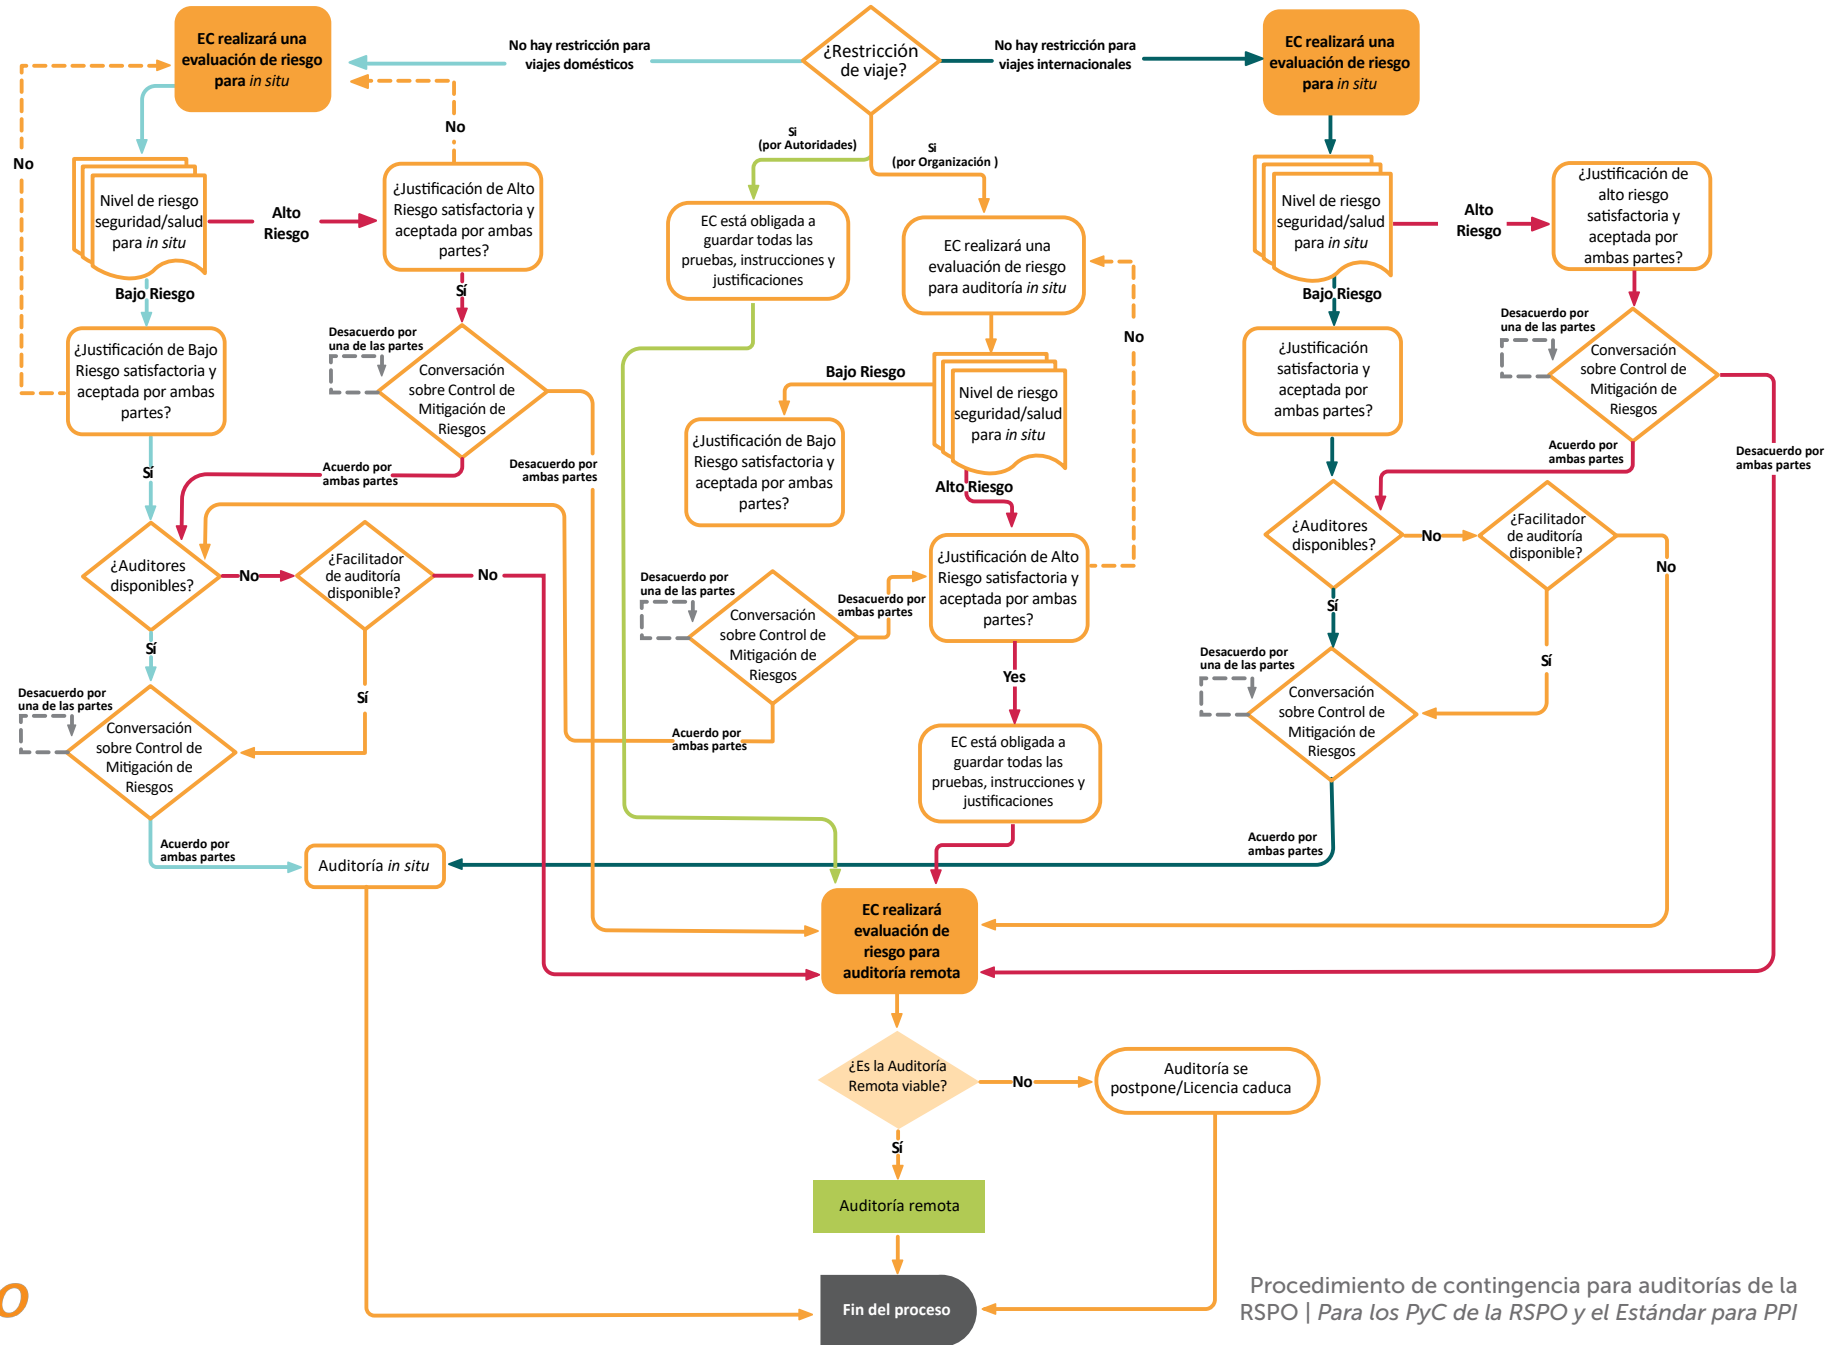 EC realizará una
evaluación de riesgo
para in situ
No hay restricción para
viajes domésticos
¿Restricción
de viaje?
No hay restricción para
viajes internacionales
EC realizará una
evaluación de riesgo
para in situ
No
No
Si
(por Autoridades)
Si
(por Organización )
Nivel de riesgo
seguridad/salud
para in situ
Alto
Riesgo
¿Justificación de Alto
Riesgo satisfactoria y
aceptada por ambas
partes?
EC está obligada a
guardar todas las
pruebas, instrucciones y
justificaciones
EC realizará una
evaluación de riesgo
para auditoría in situ
Nivel de riesgo
seguridad/salud
para in situ
Alto
Riesgo
¿Justificación de
alto riesgo
satisfactoria y
aceptada por
ambas partes?
Bajo Riesgo
Sí
Bajo Riesgo
No
¿Justificación de Bajo
Riesgo satisfactoria y
aceptada por ambas
partes?
Desacuerdo por
una de las partes
Conversación
sobre Control de
Mitigación de
Riesgos
Bajo Riesgo
Nivel de riesgo
seguridad/salud
para in situ
¿Justificación
satisfactoria y
aceptada por
ambas partes?
Desacuerdo por
una de las partes
Conversación
sobre Control de
Mitigación de
Riesgos
¿Justificación de Bajo
Riesgo satisfactoria y
aceptada por ambas
partes?
Sí
Acuerdo por
ambas partes
Desacuerdo por
ambas partes
Alto Riesgo
Acuerdo por
ambas partes
Desacuerdo por
ambas partes
¿Auditores
disponibles?
No
¿Facilitador
de auditoría
disponible?
No
Desacuerdo por
una de las partes
Conversación
sobre Control de
Mitigación de
Riesgos
Desacuerdo por
ambas partes
¿Justificación de Alto
Riesgo satisfactoria y
aceptada por ambas
partes?
¿Auditores
disponibles?
No
¿Facilitador
de auditoría
disponible?
No
Sí
Sí
Yes
Sí
Sí
Desacuerdo por
una de las partes
Conversación
sobre Control de
Mitigación de
Riesgos
Acuerdo por
ambas partes
EC está obligada a
guardar todas las
pruebas, instrucciones y
justificaciones
Desacuerdo por
una de las partes
Conversación
sobre Control de
Mitigación de
Riesgos
Acuerdo por
ambas partes
Auditoría in situ
Acuerdo por
ambas partes
EC realizará
evaluación de
riesgo para
auditoría remota
¿Es la Auditoría
Remota viable?
No
Auditoría se
postpone/Licencia caduca
Sí
Auditoría remota
Fin del proceso
Procedimiento de contingencia para auditorías de la
RSPO | Para los PyC de la RSPO y el Estándar para PPI